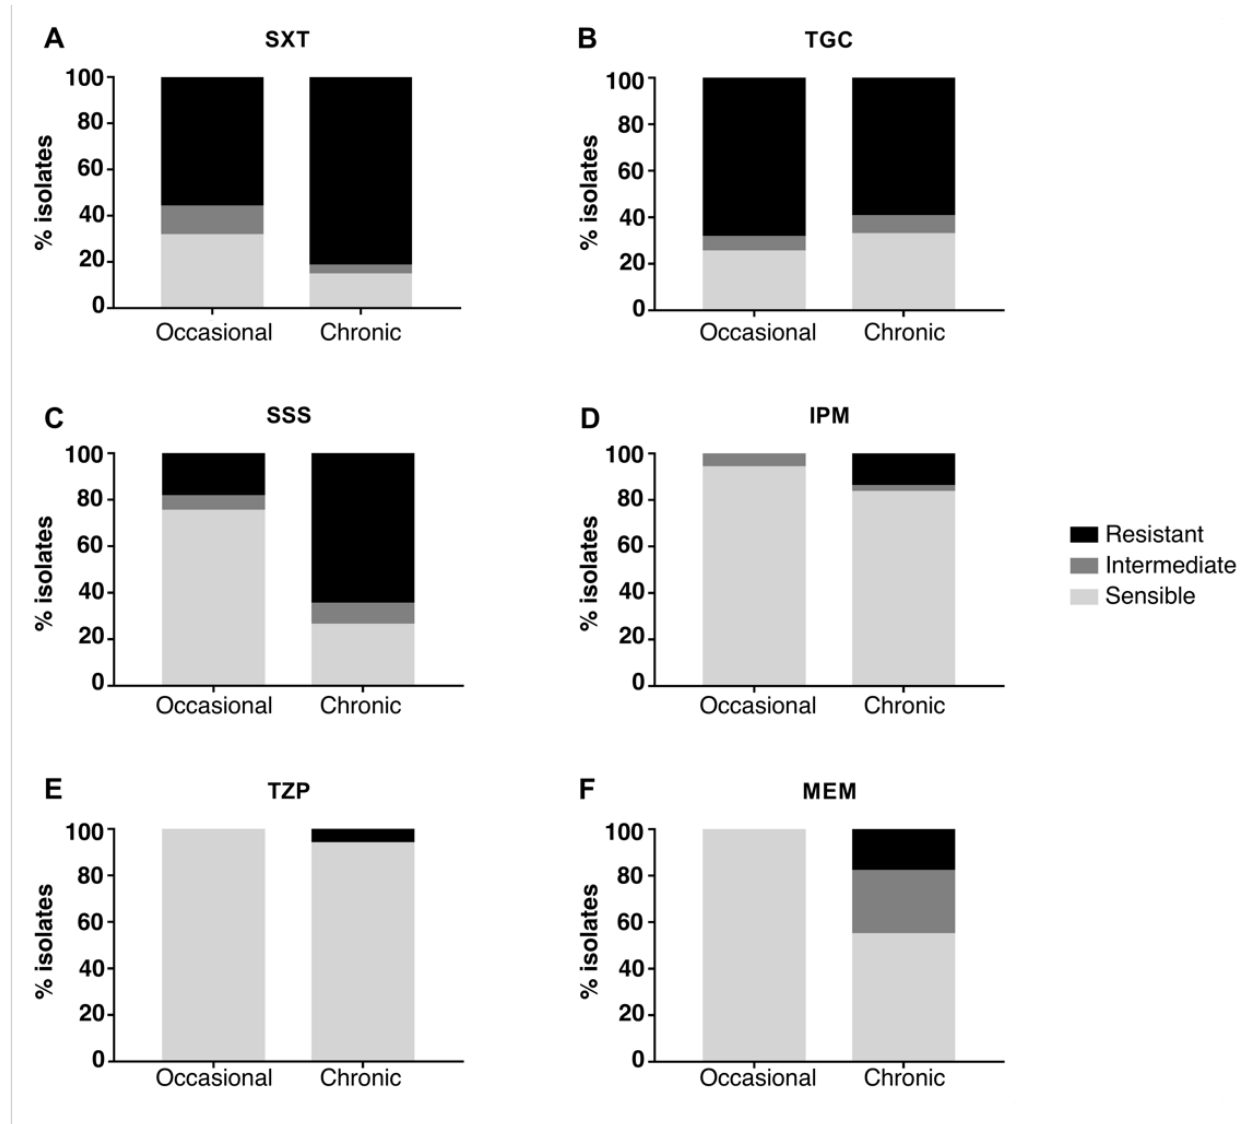 A
SXT
100
80
60
40
20
0
% isolates
Occasional
Chronic
B
TGC
100
80
60
40
20
0
% isolates
Occasional
Chronic
C
SSS
100
80
60
40
20
0
% isolates
Occasional
Chronic
D
IPM
100
80
60
40
20
0
% isolates
Occasional
Chronic
Resistant
Intermediate
Sensible
E
TZP
100
80
60
40
20
0
% isolates
Occasional
Chronic
F
MEM
100
80
60
40
20
0
% isolates
Occasional
Chronic